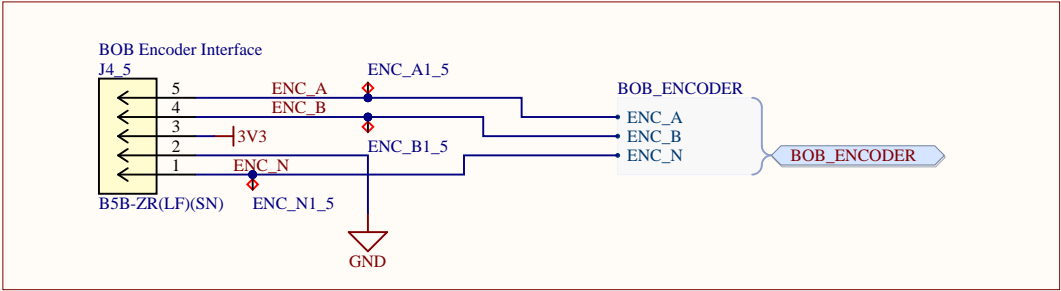 BOB Encoder Interface
J4_5
ENC_A1_5
5
ENC_A
BOB_ENCODER
4
ENC_B
ENC_A
3
3V3
ENC_B
2
ENC_B1_5
ENC_N
BOB_ENCODER
1
ENC_N
B5B-ZR(LF)(SN)
ENC_N1_5
GND